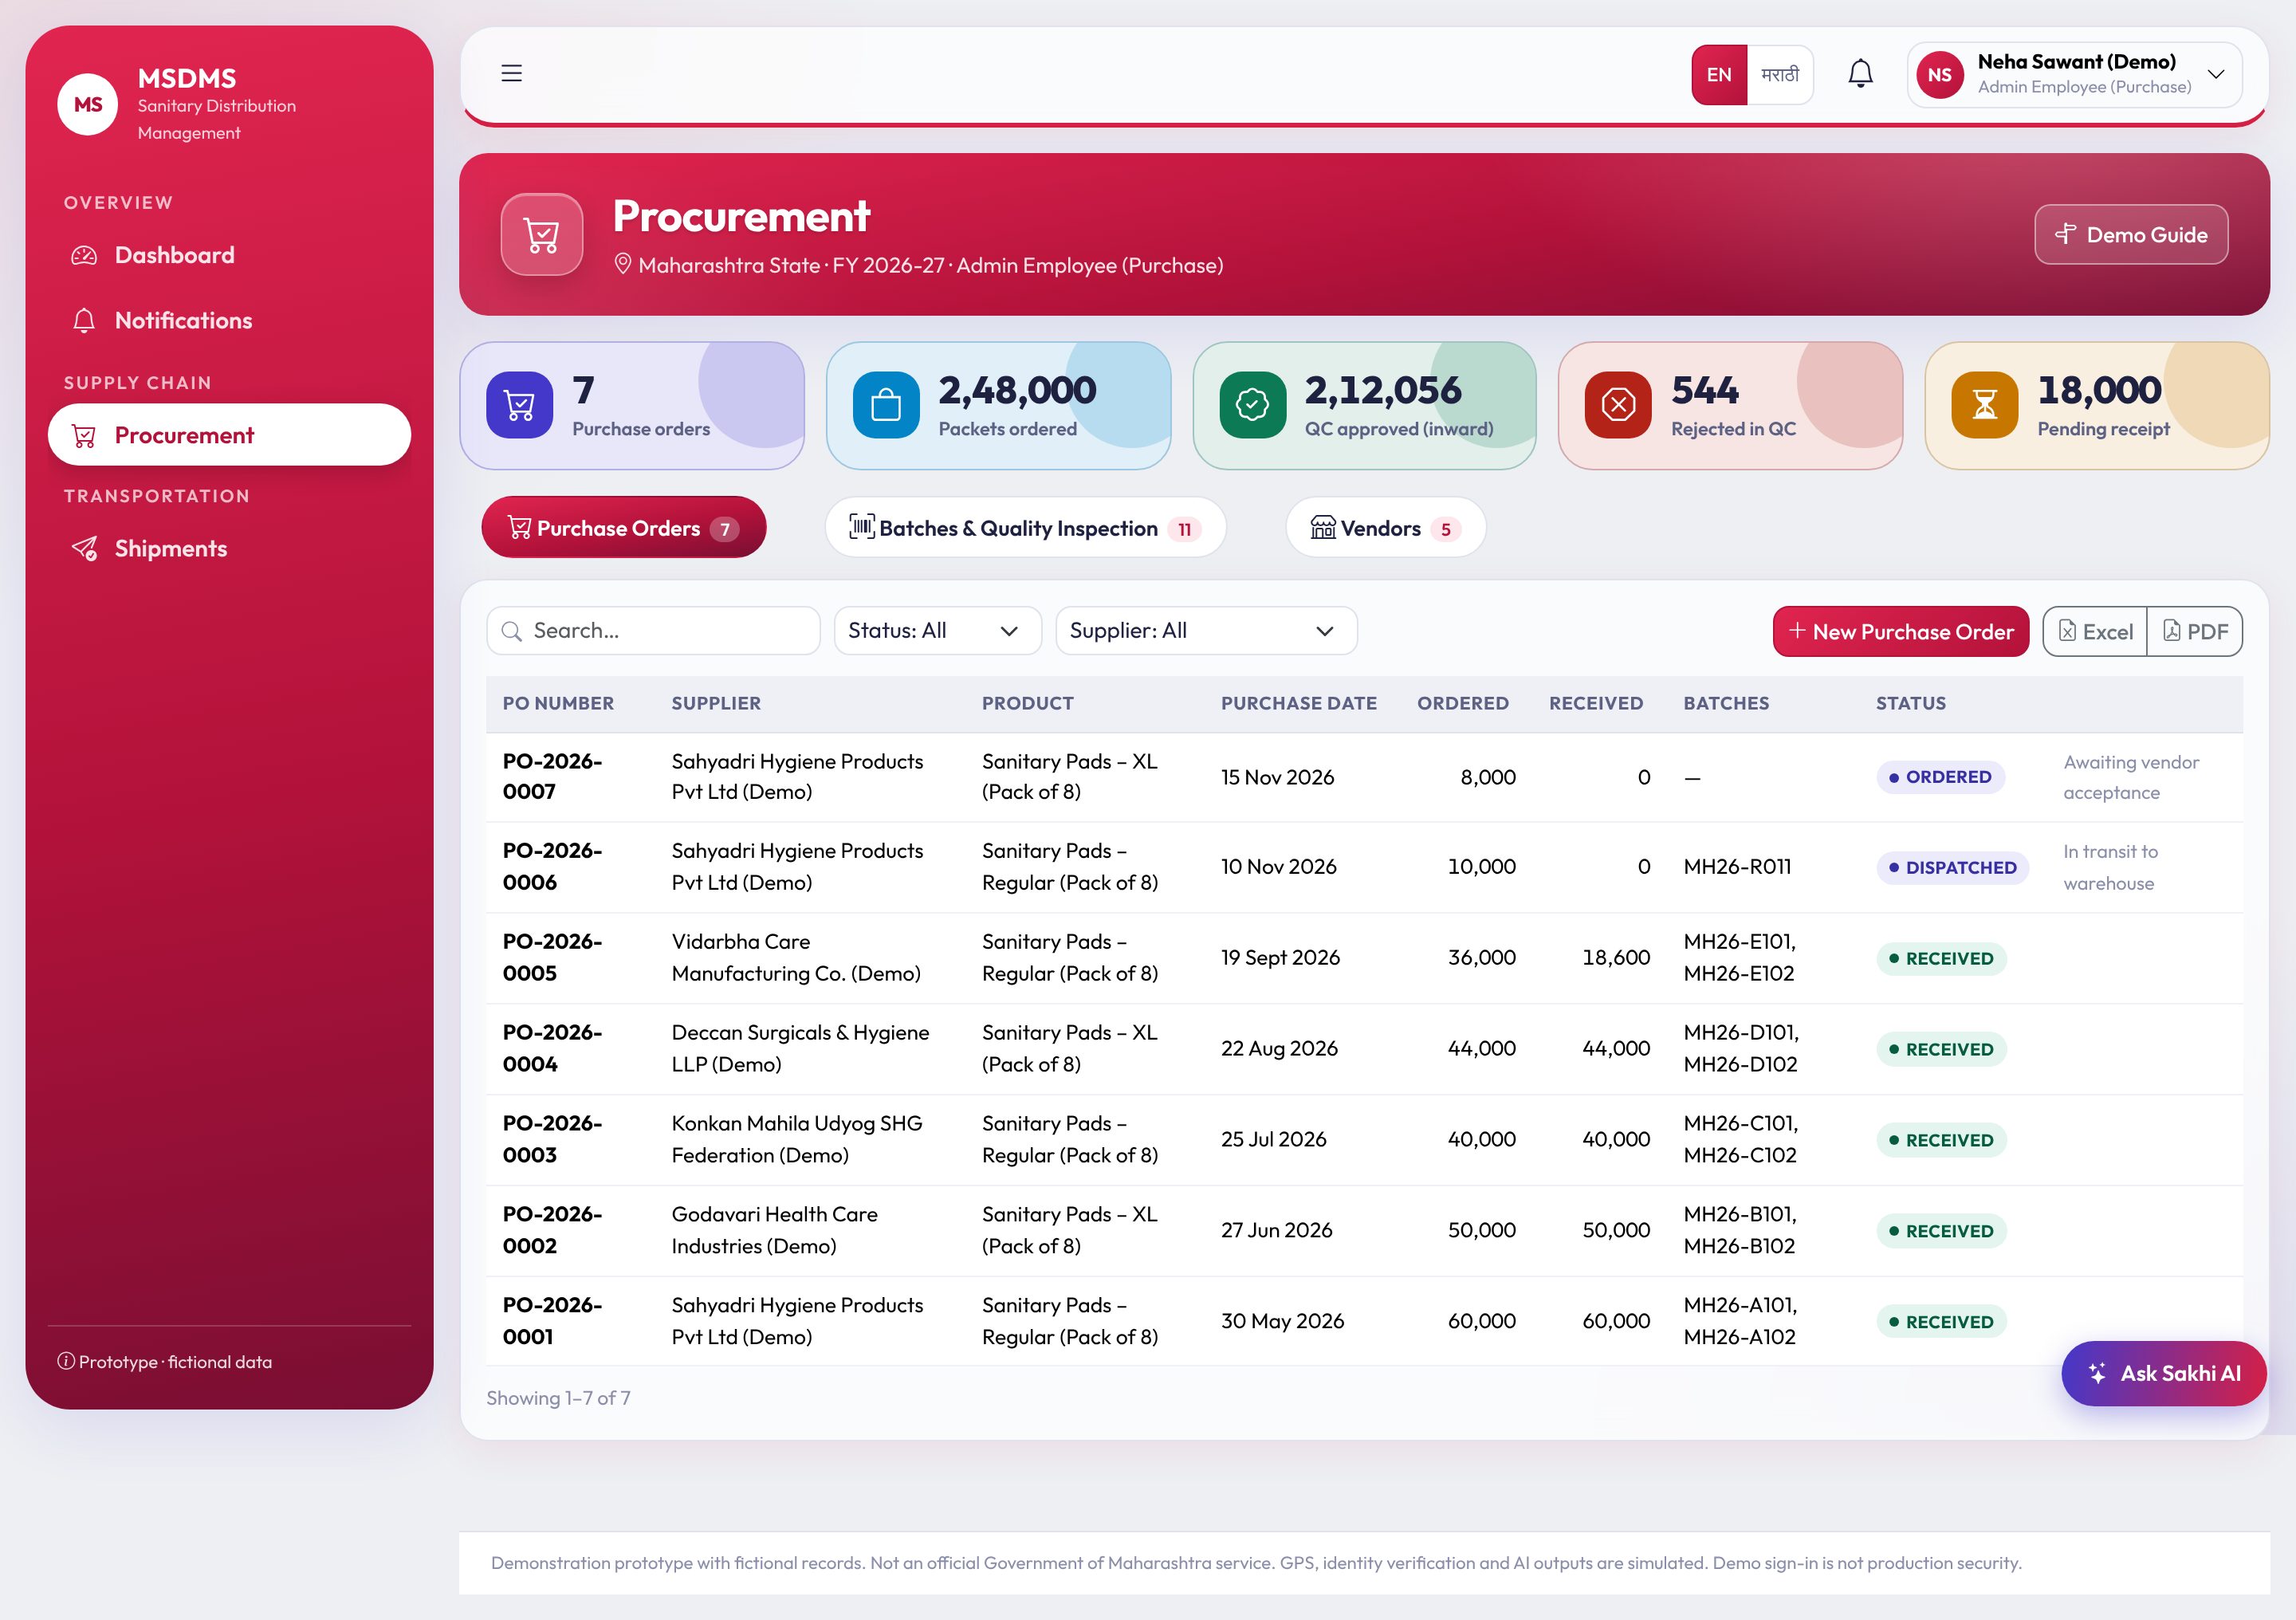 MS
MSDMS
Sanitary Distribution
Management
OVERVIEW
Dashboard
Notifications
SUPPLY CHAIN
Procurement
TRANSPORTATION
Shipments
Prototype · fictional data
EN
मराठी
NS
Neha Sawant (Demo)
Admin Employee (Purchase)
Procurement
Maharashtra State · FY 2026-27 · Admin Employee (Purchase)
Demo Guide
7
Purchase orders
2,48,000
Packets ordered
2,12,056
QC approved (inward)
544
Rejected in QC
18,000
Pending receipt
Purchase Orders 7
Batches & Quality Inspection 11
Vendors 5
Search...
Status: All
Supplier: All
+ New Purchase Order
Excel
PDF
PO NUMBER SUPPLIER PRODUCT PURCHASE DATE ORDERED RECEIVED BATCHES STATUS
PO-2026- Sahyadri Hygiene Products Sanitary Pads – XL 15 Nov 2026 8,000 0 — ORDERED Awaiting vendor
0007 Pvt Ltd (Demo) (Pack of 8) acceptance
PO-2026- Sahyadri Hygiene Products Sanitary Pads – 10 Nov 2026 10,000 0 MH26-R011 DISPATCHED In transit to
0006 Pvt Ltd (Demo) Regular (Pack of 8) warehouse
PO-2026- Vidarbha Care Sanitary Pads – 19 Sept 2026 36,000 18,600 MH26-E101, RECEIVED
0005 Manufacturing Co. (Demo) Regular (Pack of 8) MH26-E102
PO-2026- Deccan Surgicals & Hygiene Sanitary Pads – XL 22 Aug 2026 44,000 44,000 MH26-D101, RECEIVED
0004 LLP (Demo) (Pack of 8) MH26-D102
PO-2026- Konkan Mahila Udyog SHG Sanitary Pads – 25 Jul 2026 40,000 40,000 MH26-C101, RECEIVED
0003 Federation (Demo) Regular (Pack of 8) MH26-C102
PO-2026- Godavari Health Care Sanitary Pads – XL 27 Jun 2026 50,000 50,000 MH26-B101, RECEIVED
0002 Industries (Demo) (Pack of 8) MH26-B102
PO-2026- Sahyadri Hygiene Products Sanitary Pads – 30 May 2026 60,000 60,000 MH26-A101, RECEIVED
0001 Pvt Ltd (Demo) Regular (Pack of 8) MH26-A102
Showing 1–7 of 7
Ask Sakhi AI
Demonstration prototype with fictional records. Not an official Government of Maharashtra service. GPS, identity verification and AI outputs are simulated. Demo sign-in is not production security.